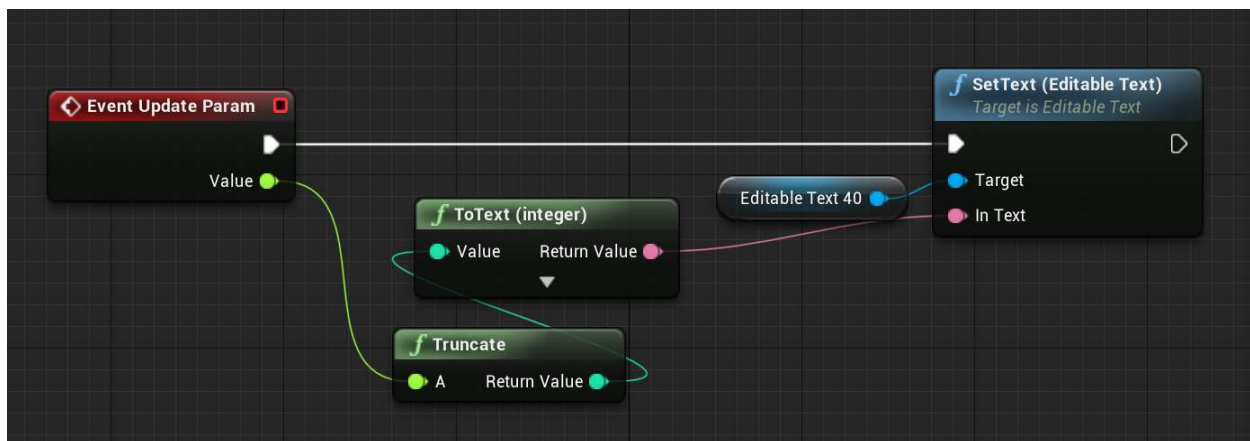 Event Update Param
Value
f ToText (integer)
Value Return Value
f Truncate
A Return Value
Editable Text 40
f SetText (Editable Text)
Target is Editable Text
Target
In Text